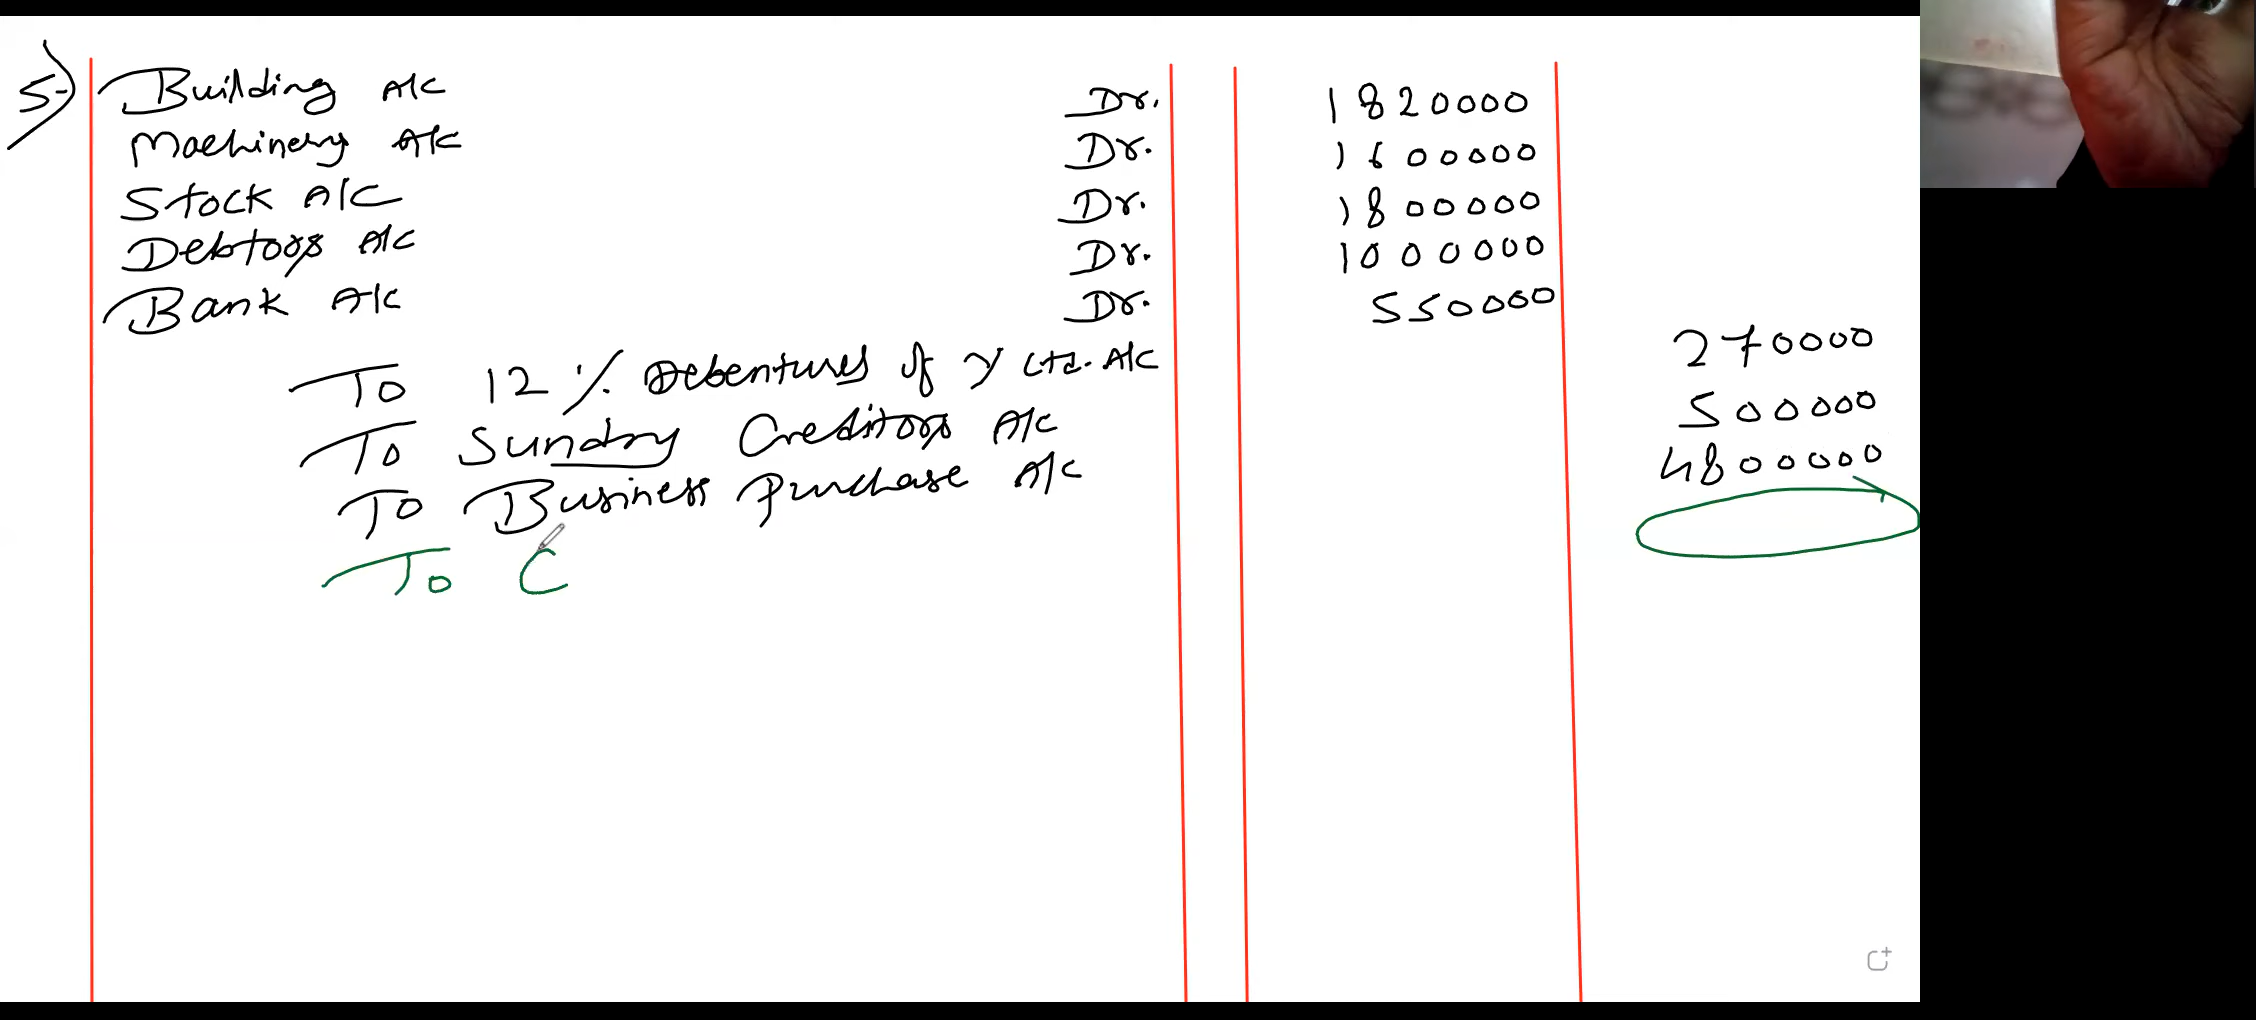 5)
Building A/c Dr. 1820000
Machinery A/c Dr. 1600000
Stock A/c Dr. 1800000
Debtors A/c Dr. 1000000
Bank A/c Dr. 550000
To 12% Debentures of Y Ltd. A/c 270000
To Sundry Creditors A/c 500000
To Business Purchase A/c 4800000
To C